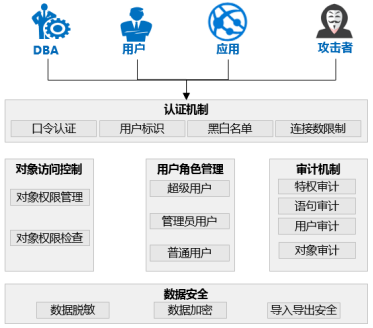 DBA 用户 应用 攻击者
认证机制
口令认证 用户标识 黑白名单 连接数限制
对象访问控制
对象权限管理
对象权限检查
用户角色管理
超级用户
管理员用户
普通用户
审计机制
特权审计
语句审计
用户审计
对象审计
数据安全
数据脱敏 数据加密 导入导出安全